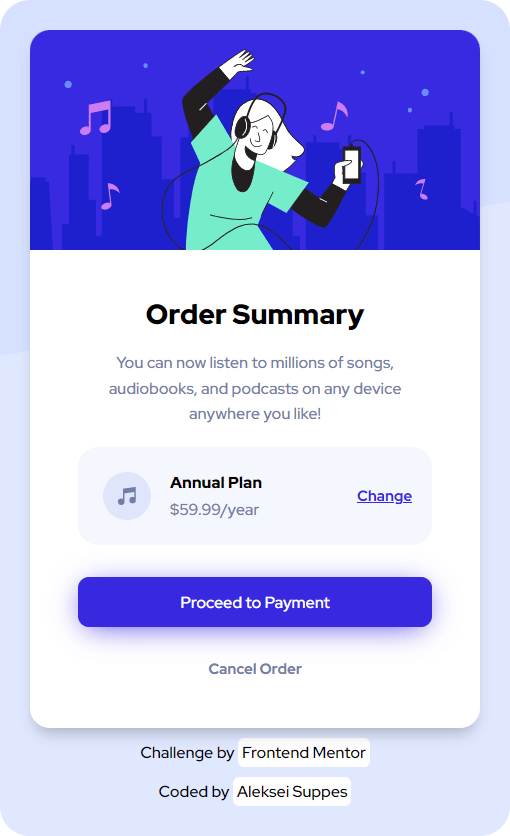 Order Summary
You can now listen to millions of songs,
audiobooks, and podcasts on any device
anywhere you like!
Annual Plan
$59.99/year
Change
Proceed to Payment
Cancel Order
Challenge by Frontend Mentor
Coded by Aleksei Suppes